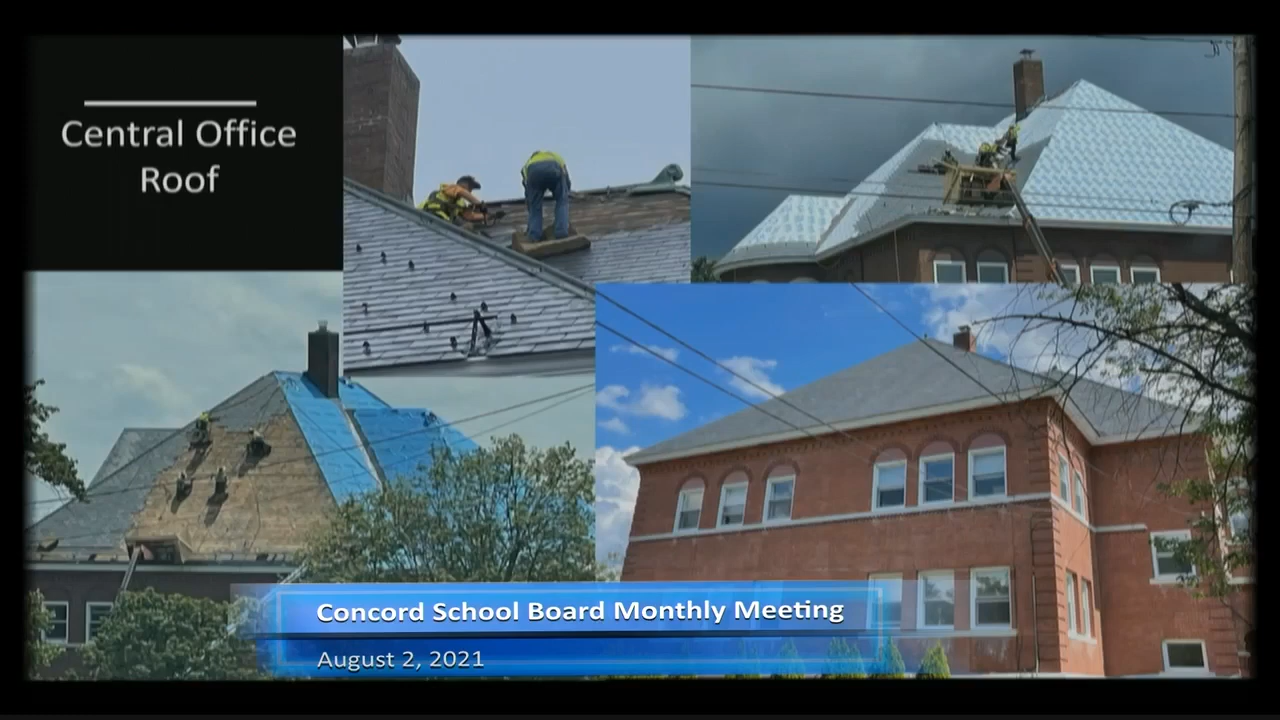 Central Office
Roof
Concord School Board Monthly Meeting
August 2, 2021